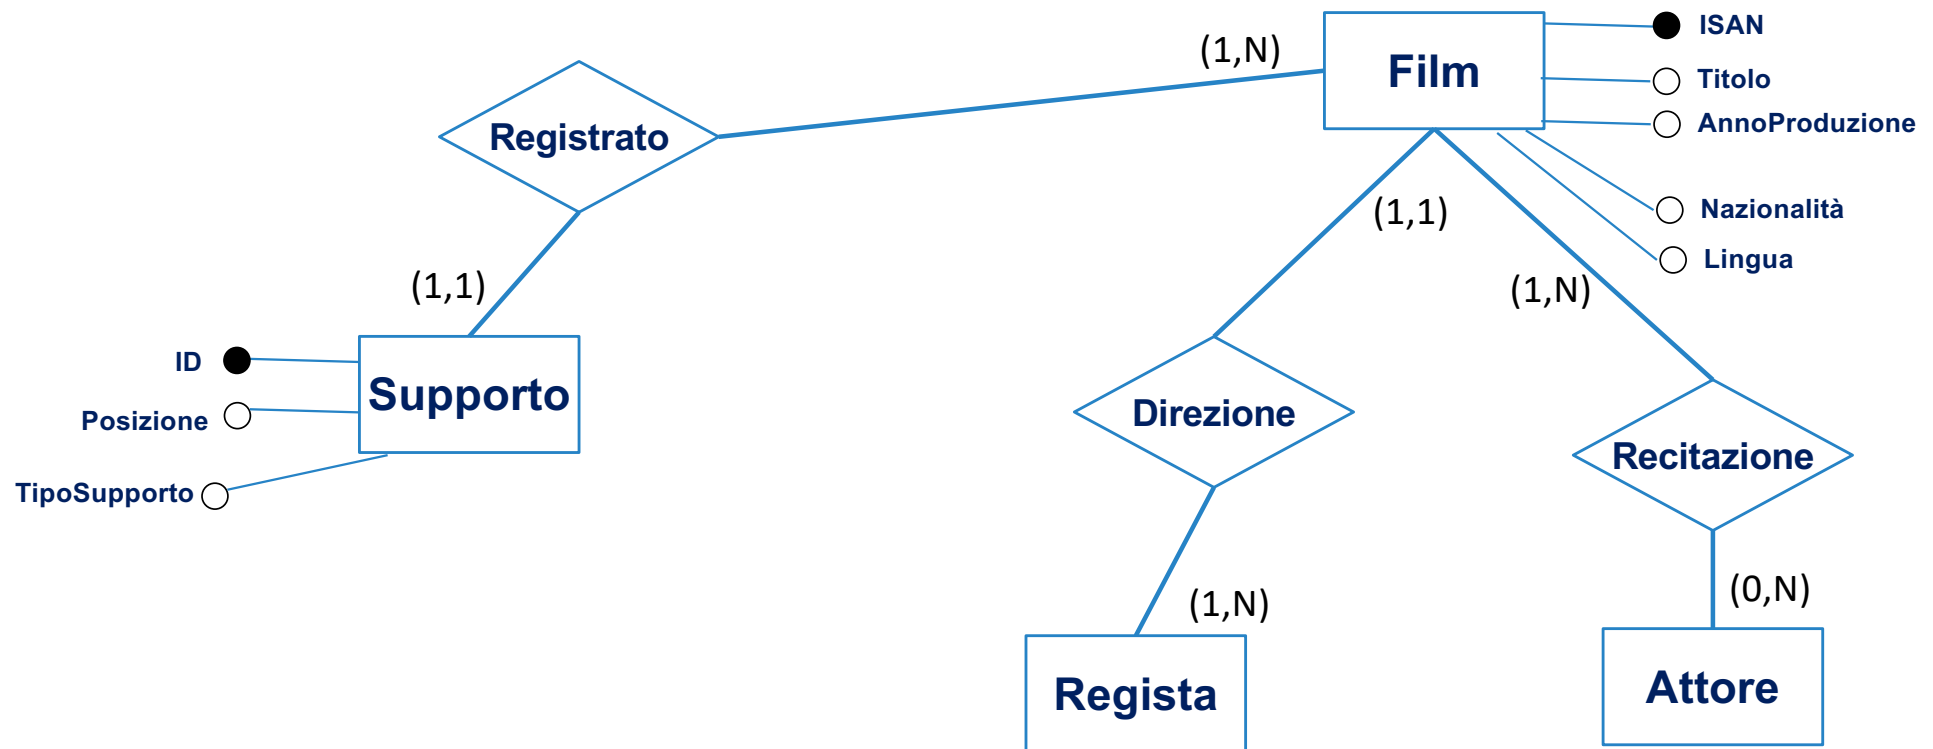 ISAN
(1,N)
Film
Titolo
AnnoProduzione
Registrato
Nazionalità
(1,1)
Lingua
(1,1)
(1,N)
ID
Supporto
Posizione
Direzione
Recitazione
TipoSupporto
(1,N)
(0,N)
Regista
Attore